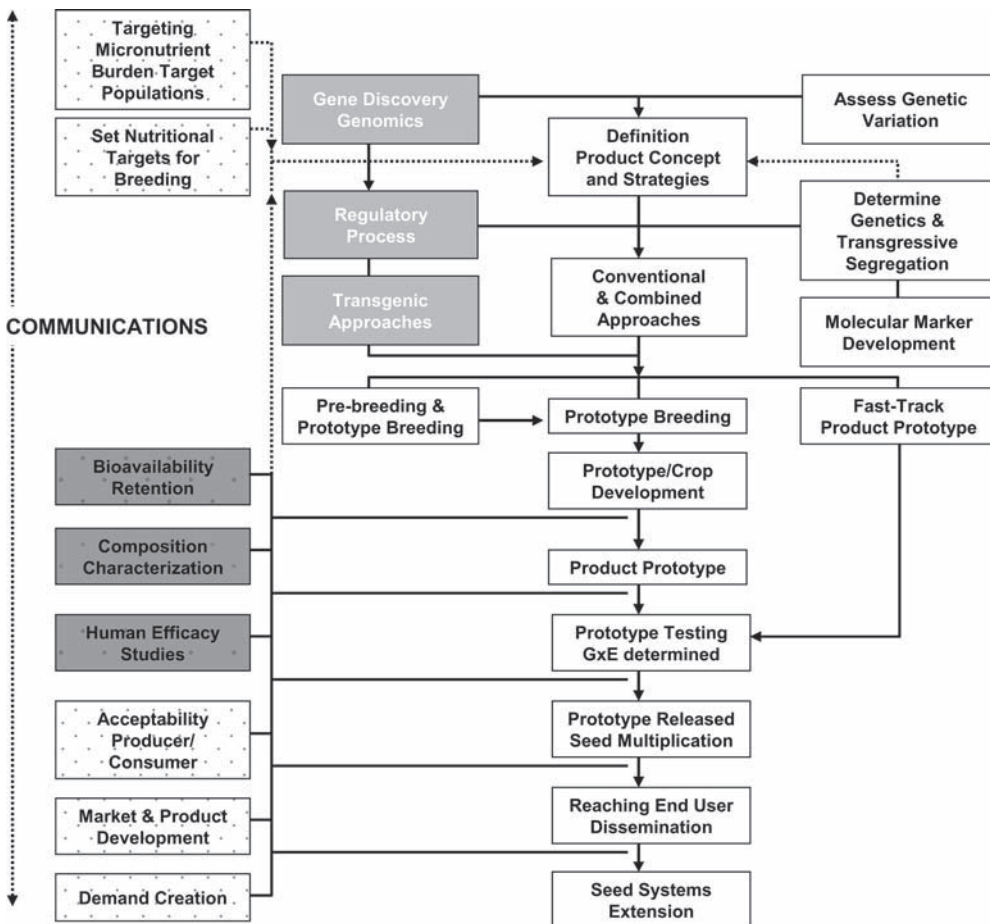 Targeting
Micronutrient
Burden Target
Populations
Set Nutritional
Targets for
Breeding
Gene Discovery
Genomics
Assess Genetic
Variation
Definition
Product Concept
and Strategies
Regulatory
Process
Determine
Genetics &
Transgressive
Segregation
Transgenic
Approaches
Conventional
& Combined
Approaches
Molecular Marker
Development
COMMUNICATIONS
Pre-breeding &
Prototype Breeding
Prototype Breeding
Fast-Track
Product Prototype
Bioavailability
Retention
Prototype/Crop
Development
Composition
Characterization
Product Prototype
Human Efficacy
Studies
Prototype Testing
GxE determined
Acceptability
Producer/
Consumer
Prototype Released
Seed Multiplication
Market & Product
Development
Reaching End User
Dissemination
Demand Creation
Seed Systems
Extension